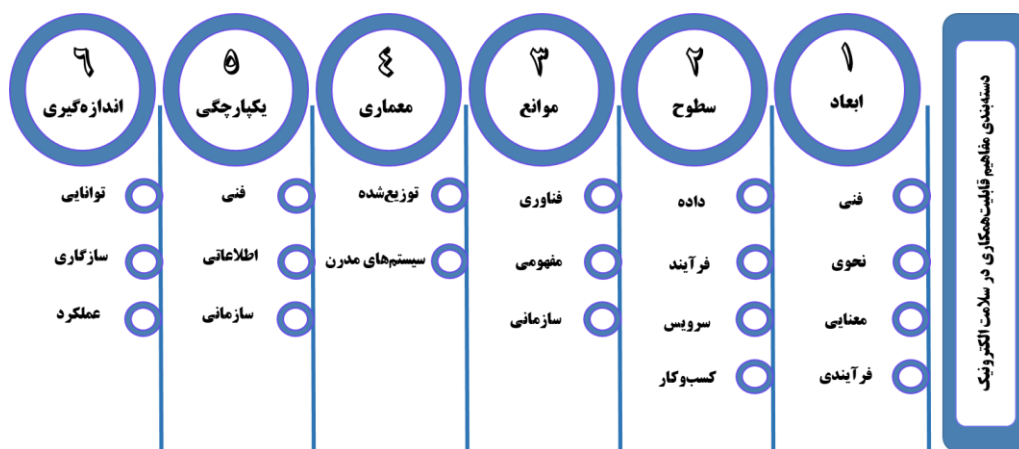 دسته‌بندی مفاهیم قابلیت‌همکاری در سلامت الکترونیک
۱
ابعاد
فنی
نحوی
معنایی
فرآیندی
۲
سطوح
داده
فرآیند
سرویس
کسب‌وکار
۳
موانع
فناوری
مفهومی
سازمانی
٤
معماری
توزیع‌شده
سیستم‌های مدرن
۵
یکپارچگی
فنی
اطلاعاتی
سازمانی
٦
اندازه‌گیری
توانایی
سازگاری
عملکرد